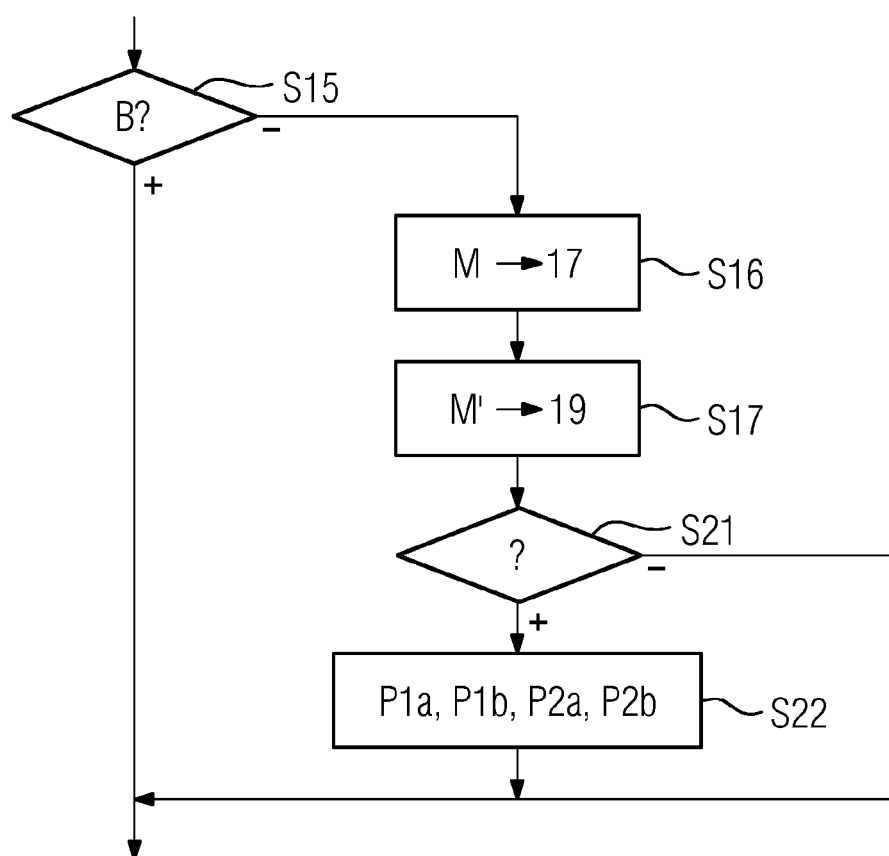 B?
S15
−
+
M → 17
S16
M' → 19
S17
?
S21
−
+
P1a, P1b, P2a, P2b
S22